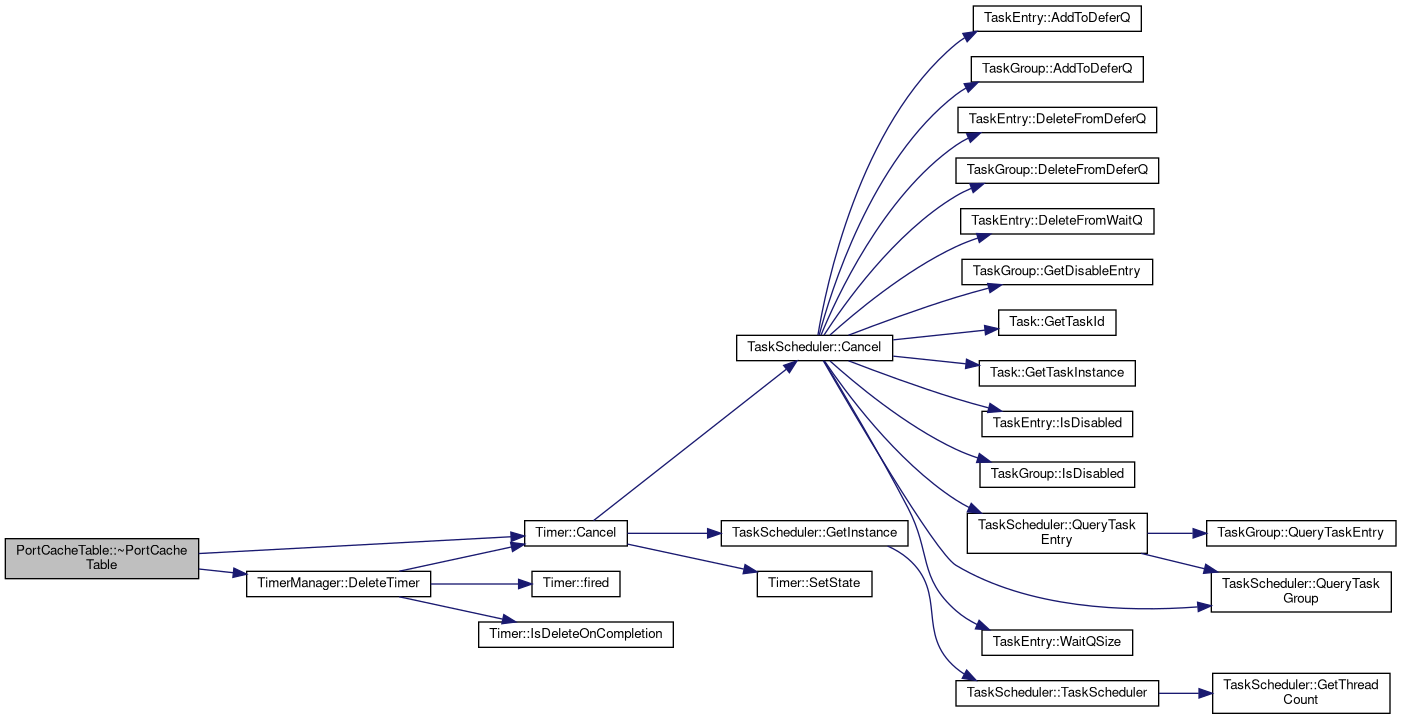 TaskEntry::AddToDeferQ
TaskGroup::AddToDeferQ
TaskEntry::DeleteFromDeferQ
TaskGroup::DeleteFromDeferQ
TaskEntry::DeleteFromWaitQ
TaskGroup::GetDisableEntry
Task::GetTaskId
TaskScheduler::Cancel
Task::GetTaskInstance
TaskEntry::IsDisabled
TaskGroup::IsDisabled
TaskScheduler::QueryTask
Entry
TaskGroup::QueryTaskEntry
Timer::Cancel
TaskScheduler::GetInstance
PortCacheTable::~PortCache
Table
TimerManager::DeleteTimer
Timer::fired
Timer::SetState
TaskScheduler::QueryTask
Group
Timer::IsDeleteOnCompletion
TaskEntry::WaitQSize
TaskScheduler::TaskScheduler
TaskScheduler::GetThread
Count